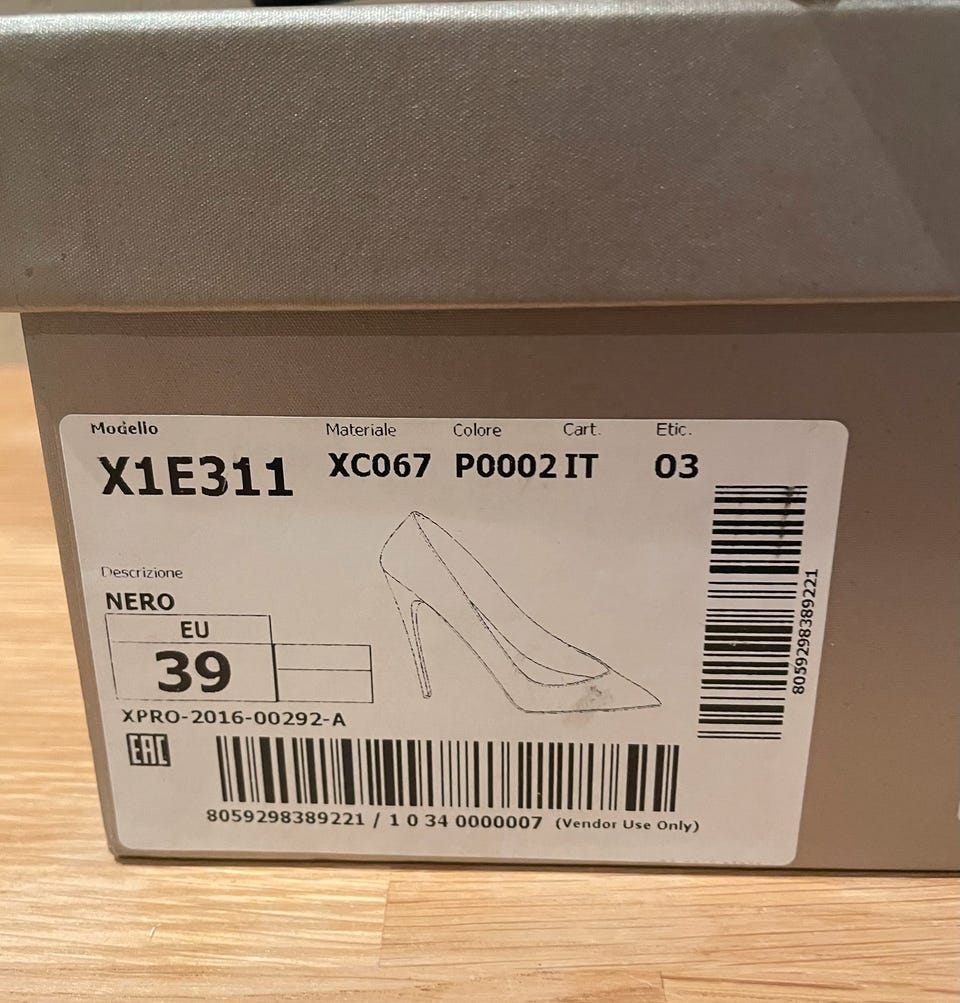 Modello Materiale Colore Cart. Etic.
X1E311 XC067 P0002 IT 03
Descrizione
NERO
EU
39
XPRO-2016-00292-A
EAC
8059298389221 / 1 0 34 0000007 (Vendor Use Only)
8059298389221